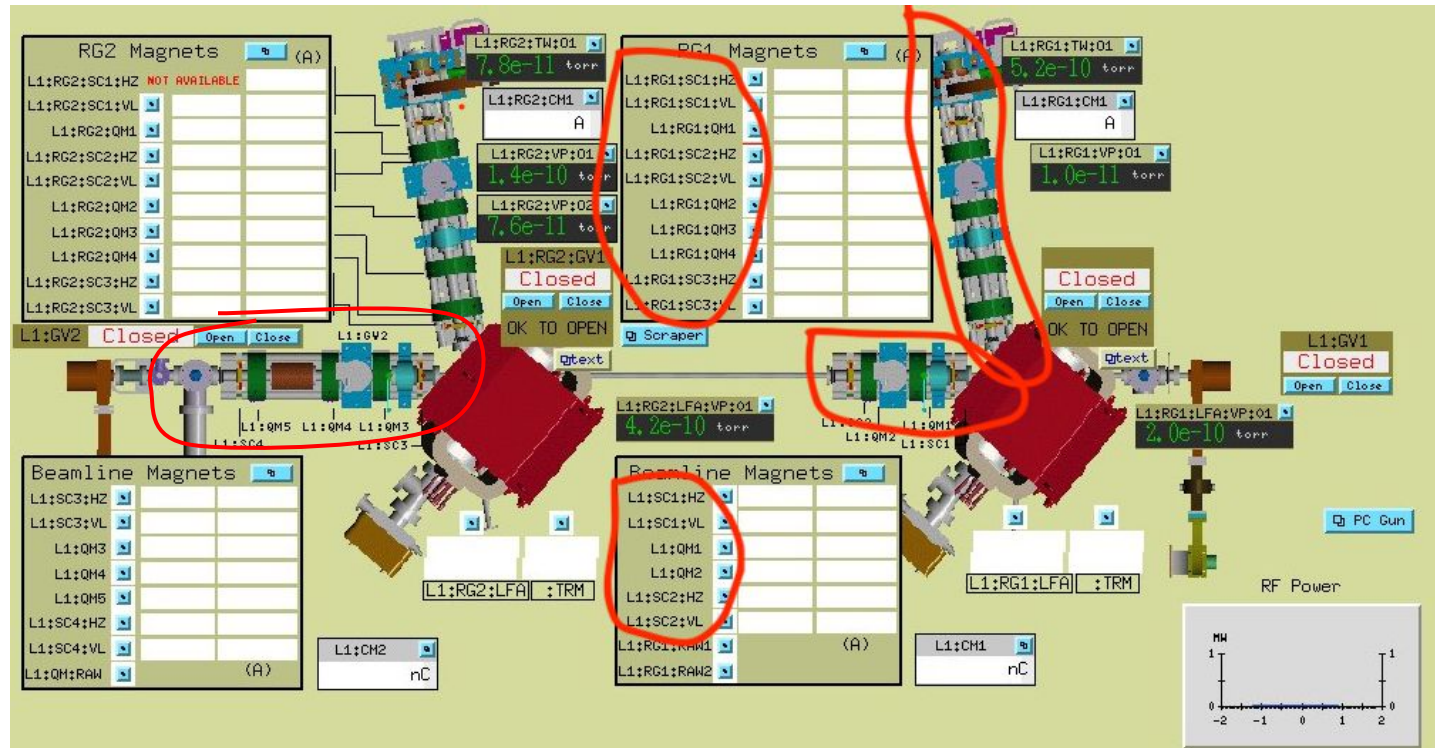 RG2 Magnets (A)
L1:RG2:SC1:HZ NOT AVAILABLE
L1:RG2:SC1:VL
L1:RG2:QM1
L1:RG2:SC2:HZ
L1:RG2:SC2:VL
L1:RG2:QM2
L1:RG2:QM3
L1:RG2:QM4
L1:RG2:SC3:HZ
L1:RG2:SC3:VL
L1:RG2:TW:01
7.8e-11 torr
L1:RG2:CM1
A
L1:RG2:VP:01
1.4e-10 torr
L1:RG2:VP:02
7.6e-11 torr
L1:RG2:GV1
Closed
Open Close
OK TO OPEN
text
RG1 Magnets (A)
L1:RG1:SC1:HZ
L1:RG1:SC1:VL
L1:RG1:QM1
L1:RG1:SC2:HZ
L1:RG1:SC2:VL
L1:RG1:QM2
L1:RG1:QM3
L1:RG1:QM4
L1:RG1:SC3:HZ
L1:RG1:SC3:VL
Scraper
L1:RG1:TW:01
5.2e-10 torr
L1:RG1:CM1
A
L1:RG1:VP:01
1.0e-11 torr
Closed
Open Close
OK TO OPEN
text
L1:GV1
Closed
Open Close
L1:GV2 Closed Open Close
L1:GV2
L1:QM5 L1:QM4 L1:QM3
L1:SC4
L1:SC3
L1:RG2:LFA:VP:01
4.2e-10 torr
L1:QM2
L1:QM1
L1:SC1
L1:RG1:LFA:VP:01
2.0e-10 torr
Beamline Magnets
L1:SC3:HZ
L1:SC3:VL
L1:QM3
L1:QM4
L1:QM5
L1:SC4:HZ
L1:SC4:VL
L1:QM:RAW (A)
L1:RG2:LFA :TRM
L1:CM2
nC
Beamline Magnets
L1:SC1:HZ
L1:SC1:VL
L1:QM1
L1:QM2
L1:SC2:HZ
L1:SC2:VL
L1:RG1:RAW1 (A)
L1:RG1:RAW2
L1:RG1:LFA :TRM
L1:CM1
nC
PC Gun
RF Power
MW
1 1
0 0
-2 -1 0 1 2